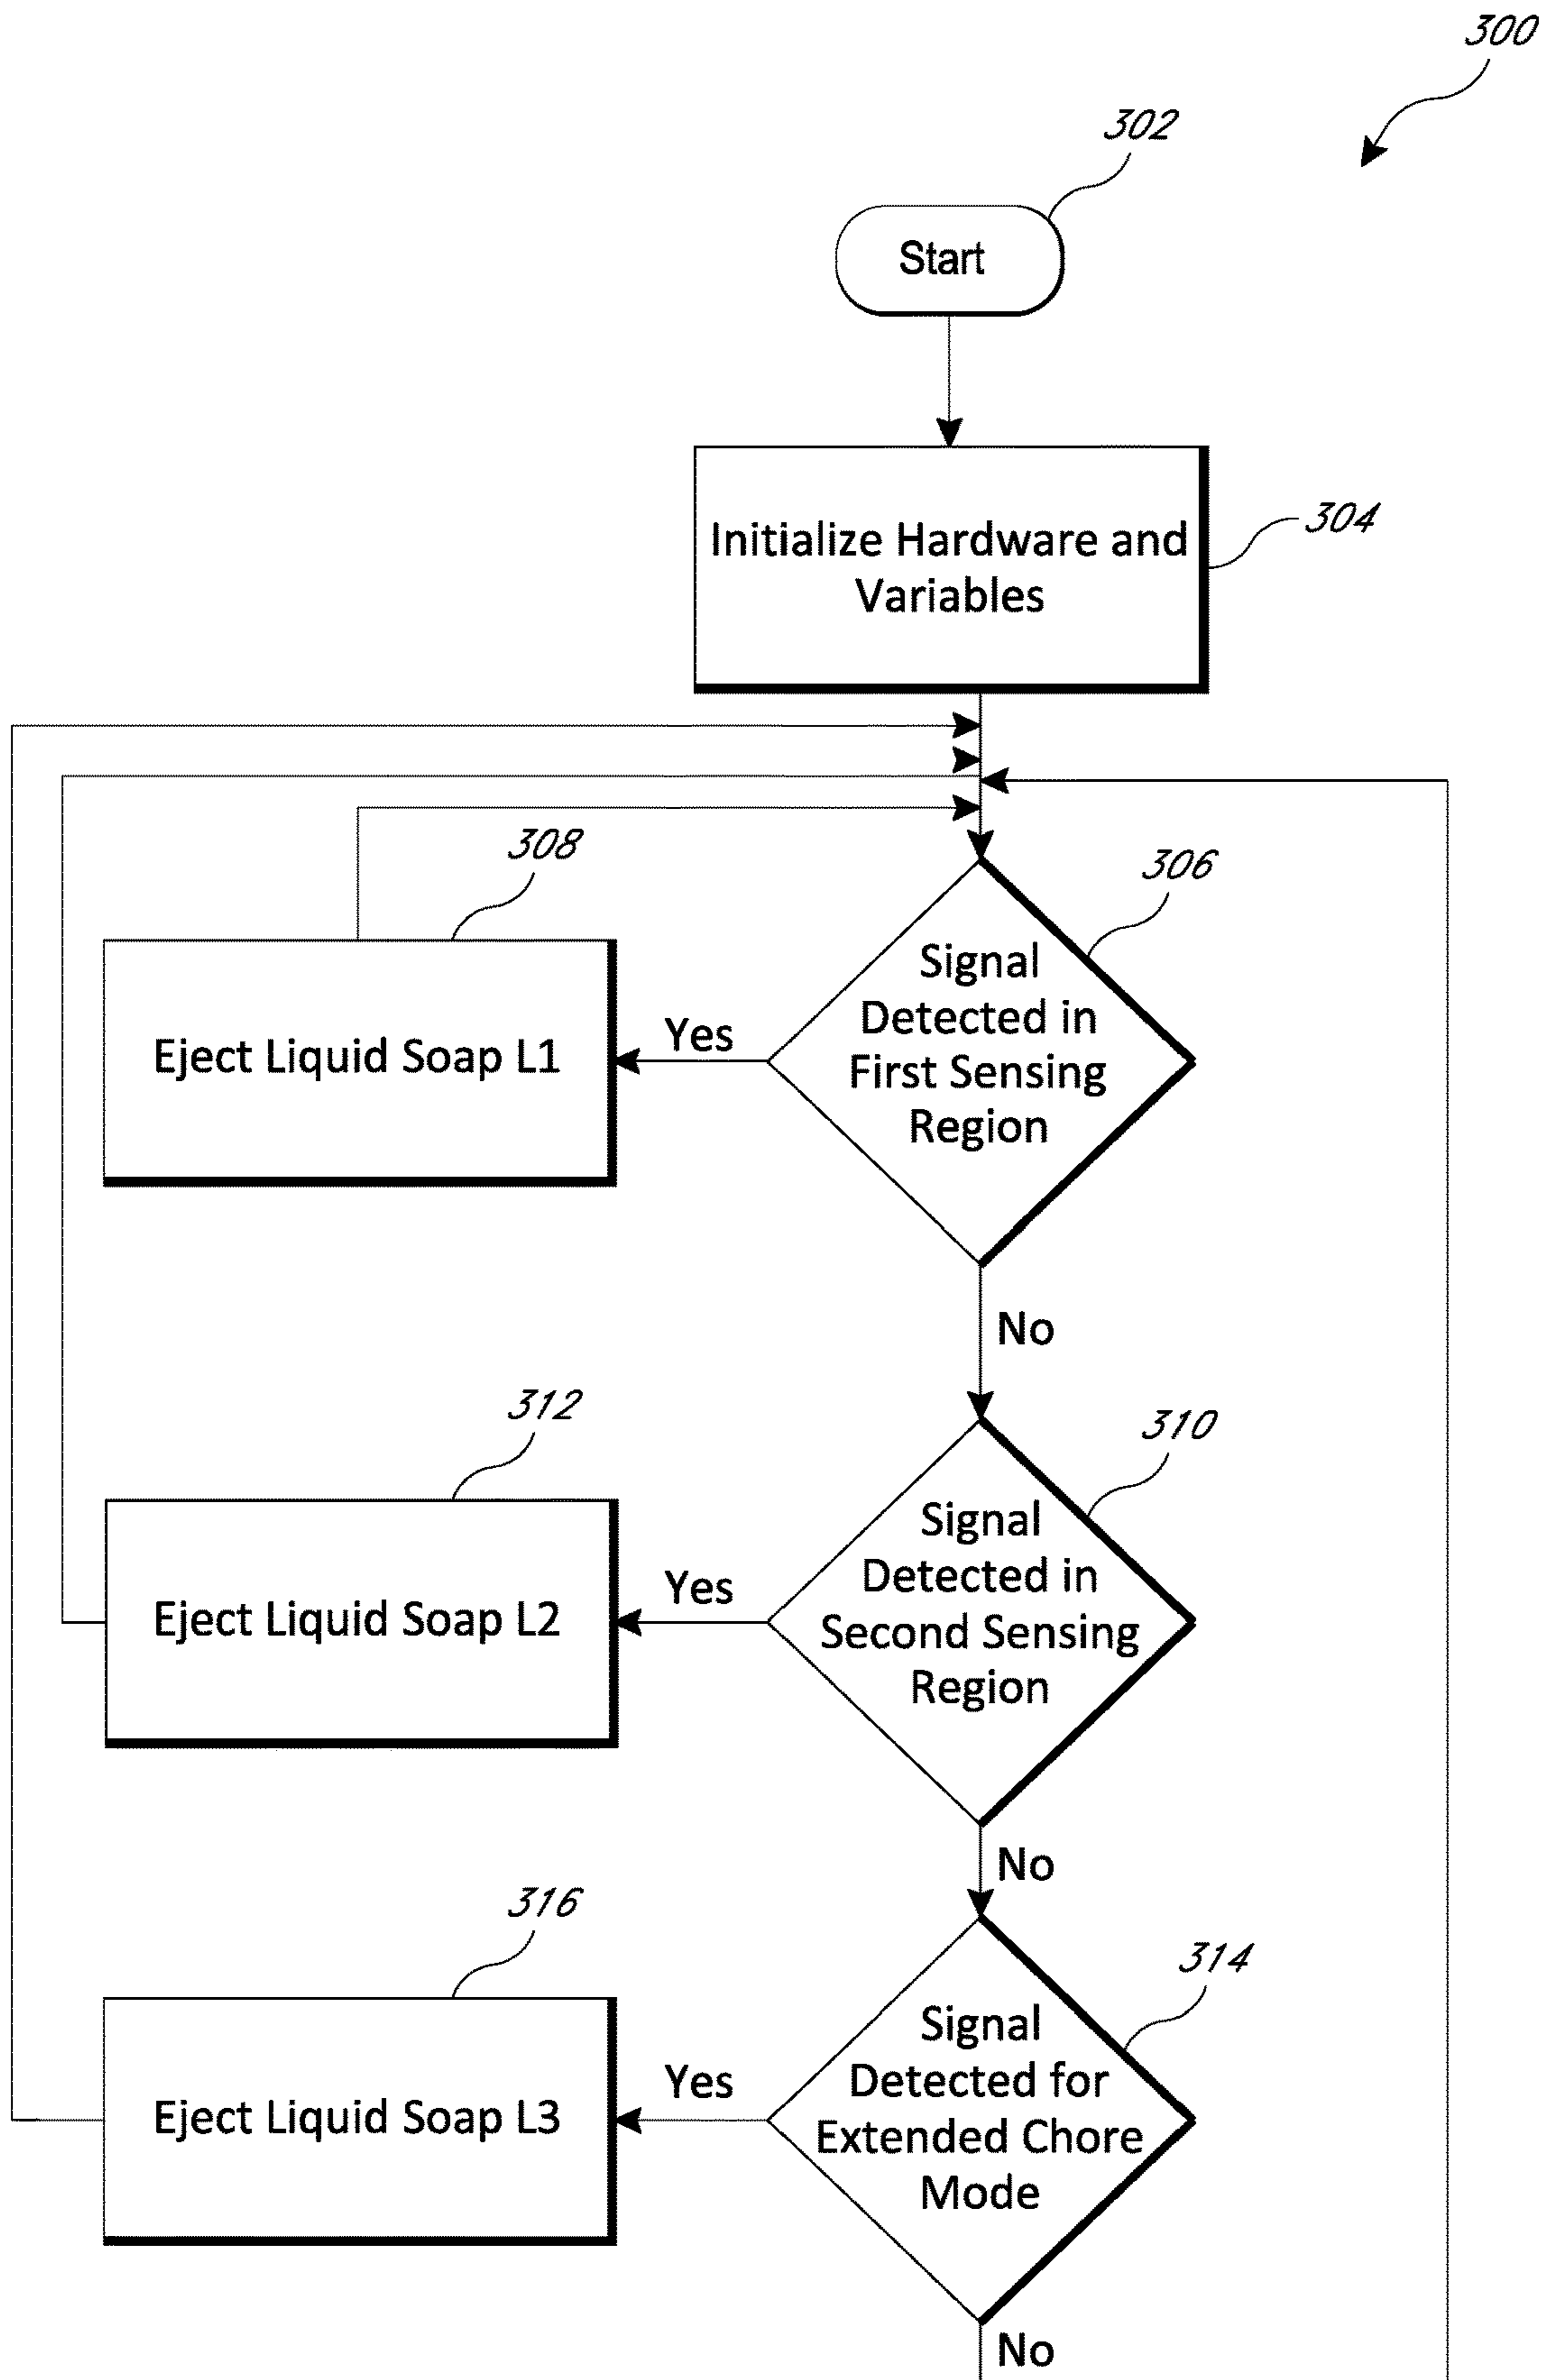 300
302
Start
Initialize Hardware and
Variables
304
308
306
Signal
Detected in
First Sensing
Region
Yes
Eject Liquid Soap L1
No
312
310
Signal
Detected in
Second Sensing
Region
Yes
Eject Liquid Soap L2
No
316
314
Signal
Detected for
Extended Chore
Mode
Yes
Eject Liquid Soap L3
No